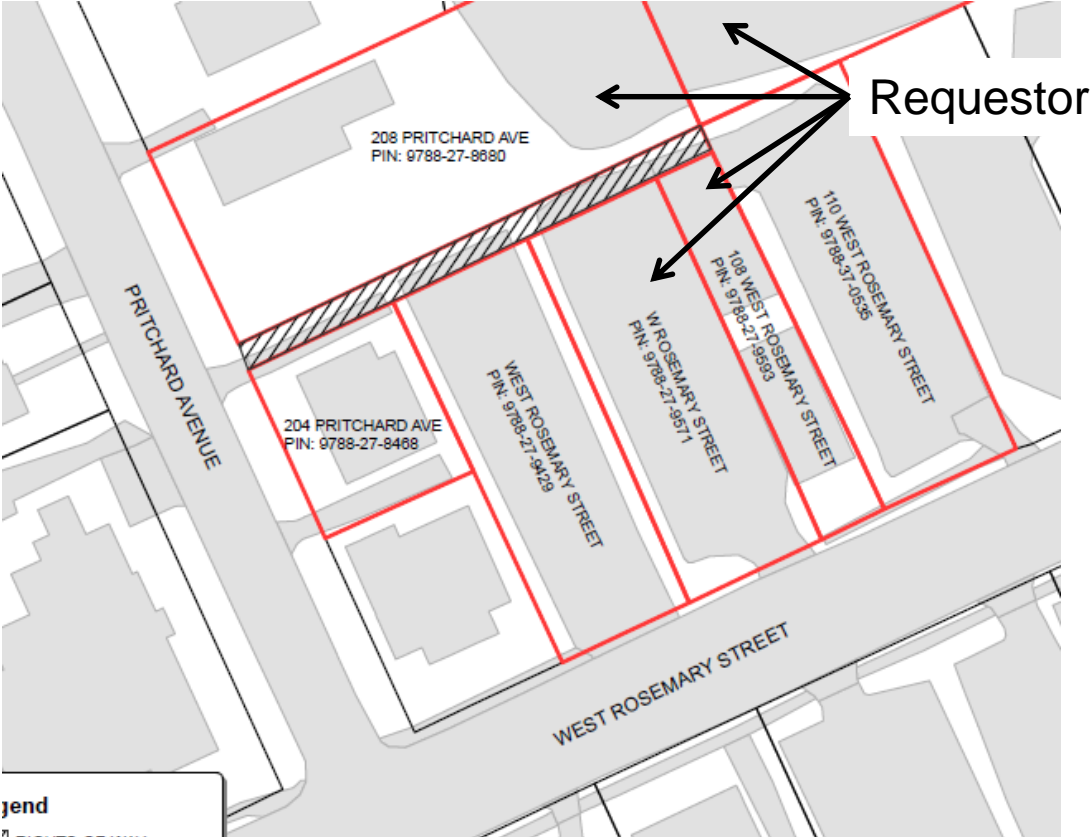 Requestor
208 PRITCHARD AVE
PIN: 9788-27-8680
110 WEST ROSEMARY STREET
PIN: 9788-37-0535
108 WEST ROSEMARY STREET
PIN: 9788-27-9593
W ROSEMARY STREET
PIN: 9788-27-9571
WEST ROSEMARY STREET
PIN: 9788-27-9429
PRITCHARD AVENUE
204 PRITCHARD AVE
PIN: 9788-27-8468
WEST ROSEMARY STREET
gend